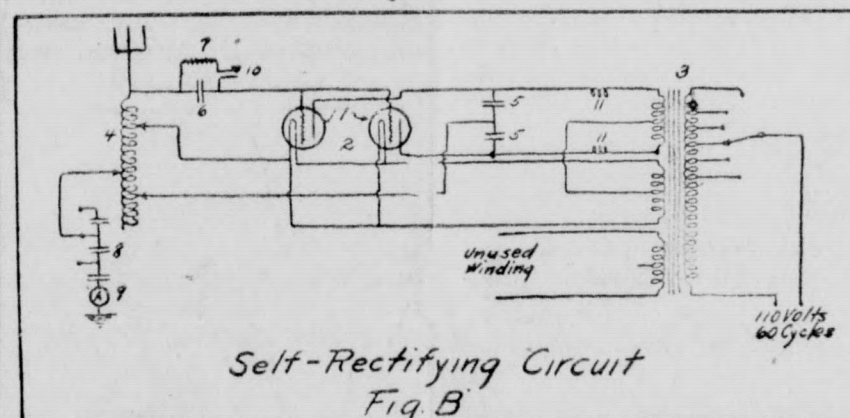 7
10
6
3
4
1
2
5
5
11
11
8
9
A
Unused
Winding
110 Volts
60 Cycles
Self-Rectifying Circuit
Fig. B